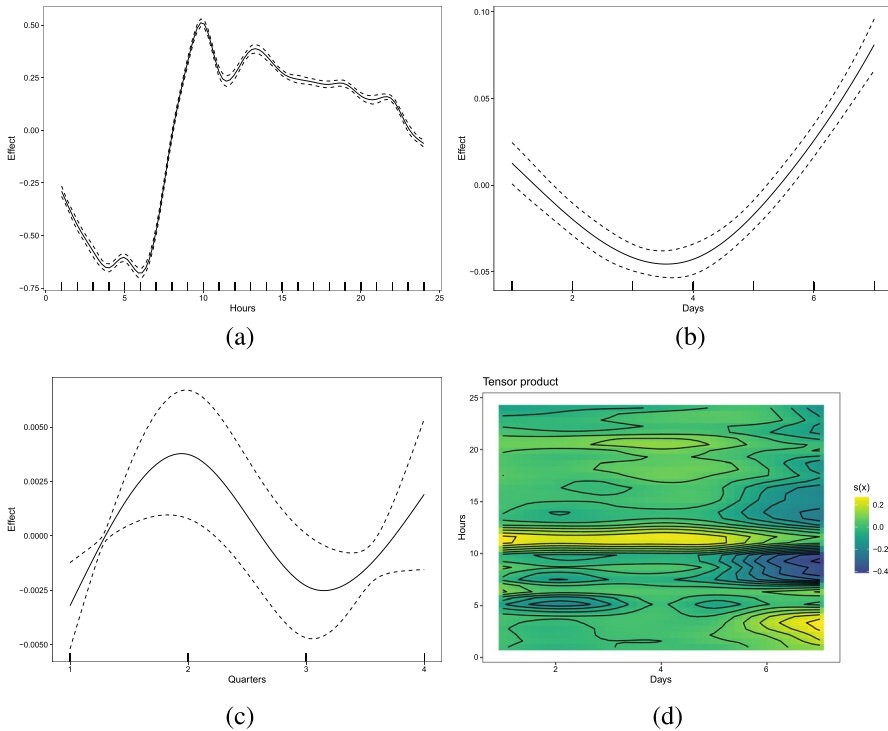 0.50
0.25
0.00
−0.25
−0.50
−0.75
Effect
0 5 10 15 20 25
Hours
(a)
0.10
0.05
0.00
−0.05
Effect
2 4 6
Days
(b)
0.0050
0.0025
0.0000
−0.0025
−0.0050
Effect
1 2 3 4
Quarters
(c)
Tensor product
25
20
15
10
5
0
Hours
2 4 6
Days
s(x)
0.2
0.0
−0.2
−0.4
(d)